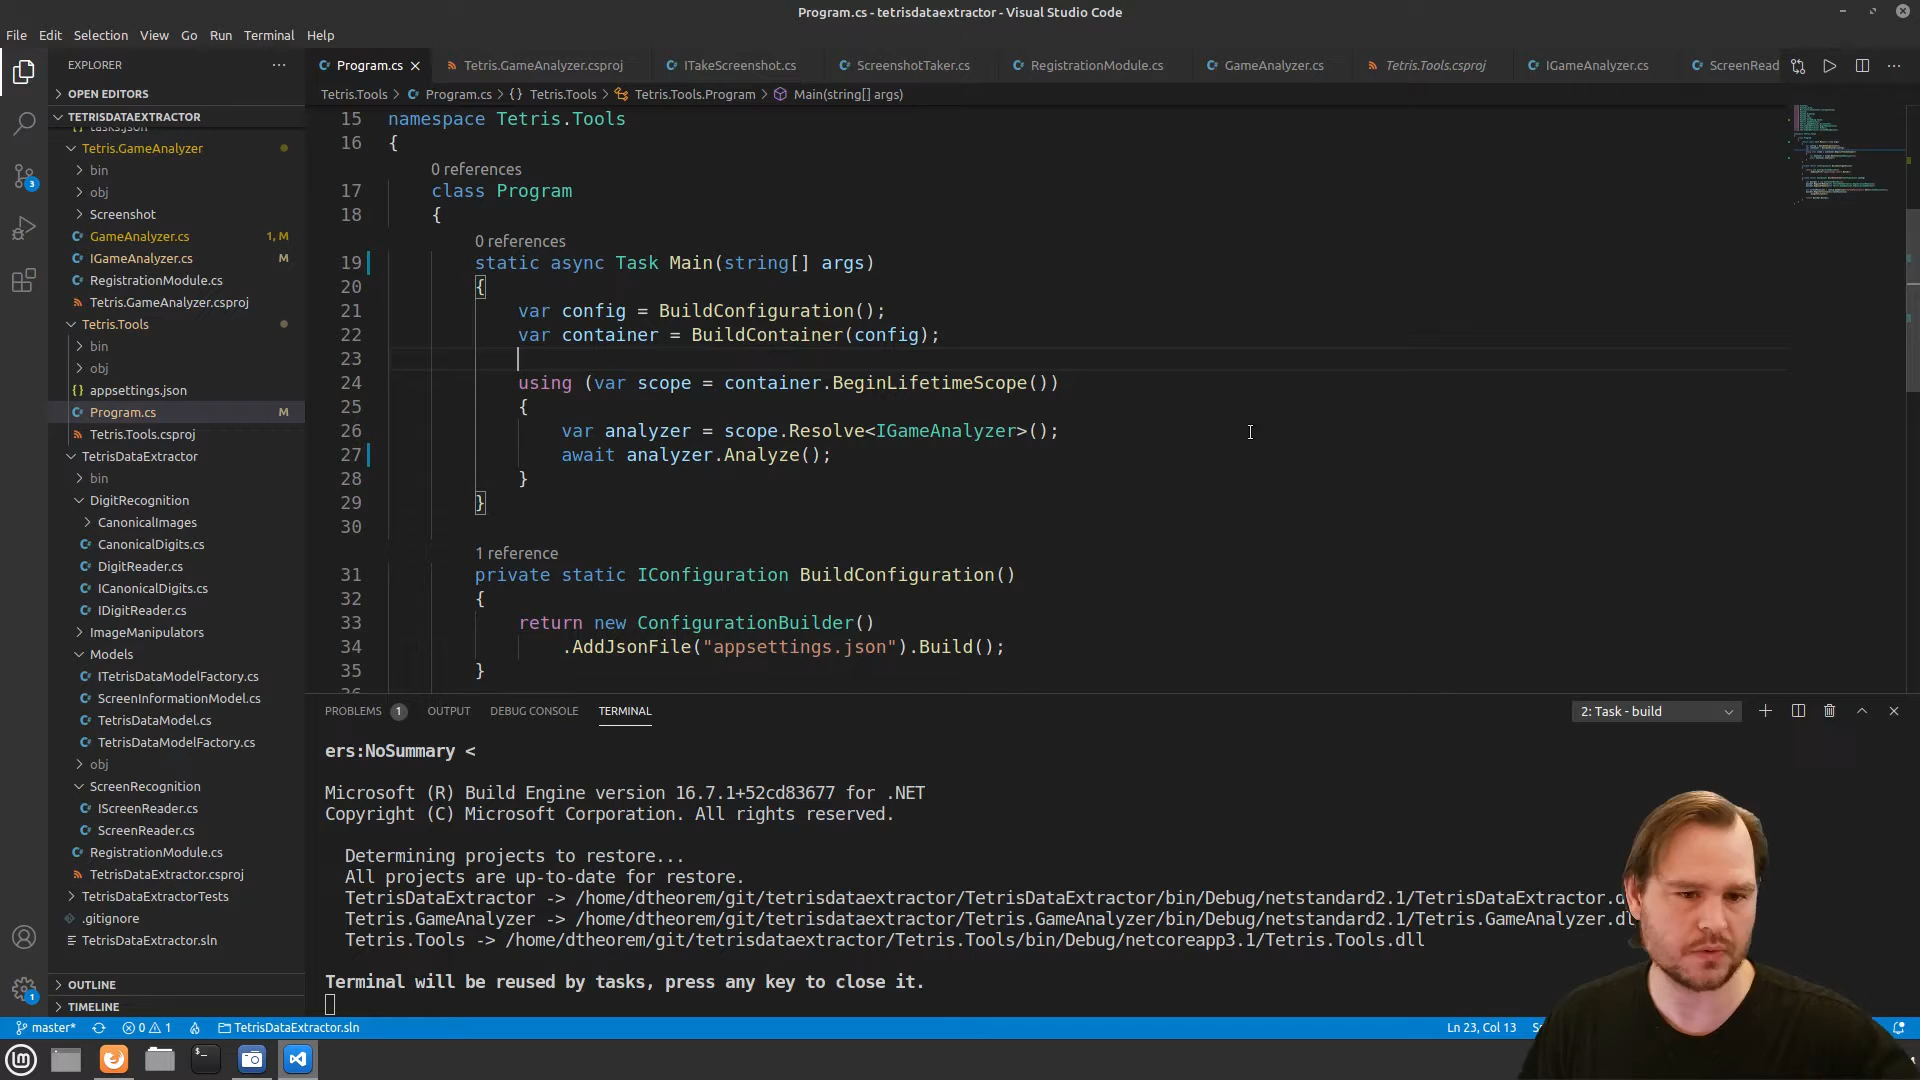 Program.cs - tetrisdataextractor - Visual Studio Code
File Edit Selection View Go Run Terminal Help
EXPLORER
OPEN EDITORS
TETRISDATAEXTRACTOR
tasks.json
Tetris.GameAnalyzer
bin
obj
Screenshot
GameAnalyzer.cs 1, M
IGameAnalyzer.cs M
RegistrationModule.cs
Tetris.GameAnalyzer.csproj
Tetris.Tools
bin
obj
appsettings.json
Program.cs M
Tetris.Tools.csproj
TetrisDataExtractor
bin
DigitRecognition
CanonicalImages
CanonicalDigits.cs
DigitReader.cs
ICanonicalDigits.cs
IDigitReader.cs
ImageManipulators
Models
ITetrisDataModelFactory.cs
ScreenInformationModel.cs
TetrisDataModel.cs
TetrisDataModelFactory.cs
obj
ScreenRecognition
IScreenReader.cs
ScreenReader.cs
RegistrationModule.cs
TetrisDataExtractor.csproj
TetrisDataExtractorTests
.gitignore
TetrisDataExtractor.sln
OUTLINE
TIMELINE
3
1
Program.cs Tetris.GameAnalyzer.csproj ITakeScreenshot.cs ScreenshotTaker.cs RegistrationModule.cs GameAnalyzer.cs Tetris.Tools.csproj IGameAnalyzer.cs ScreenRead
Tetris.Tools > Program.cs > {} Tetris.Tools > Tetris.Tools.Program > Main(string[] args)
15 namespace Tetris.Tools
16 {
0 references
17 class Program
18 {
0 references
19 static async Task Main(string[] args)
20 {
21 var config = BuildConfiguration();
22 var container = BuildContainer(config);
23
24 using (var scope = container.BeginLifetimeScope())
25 {
26 var analyzer = scope.Resolve<IGameAnalyzer>();
27 await analyzer.Analyze();
28 }
29 }
30
1 reference
31 private static IConfiguration BuildConfiguration()
32 {
33 return new ConfigurationBuilder()
34 .AddJsonFile("appsettings.json").Build();
35 }
PROBLEMS 1 OUTPUT DEBUG CONSOLE TERMINAL 2: Task - build
ers:NoSummary <
Microsoft (R) Build Engine version 16.7.1+52cd83677 for .NET
Copyright (C) Microsoft Corporation. All rights reserved.
Determining projects to restore...
All projects are up-to-date for restore.
TetrisDataExtractor -> /home/dtheorem/git/tetrisdataextractor/TetrisDataExtractor/bin/Debug/netstandard2.1/TetrisDataExtractor.d
Tetris.GameAnalyzer -> /home/dtheorem/git/tetrisdataextractor/Tetris.GameAnalyzer/bin/Debug/netstandard2.1/Tetris.GameAnalyzer.dl
Tetris.Tools -> /home/dtheorem/git/tetrisdataextractor/Tetris.Tools/bin/Debug/netcoreapp3.1/Tetris.Tools.dll
Terminal will be reused by tasks, press any key to close it.
master* 0 1 TetrisDataExtractor.sln Ln 23, Col 13